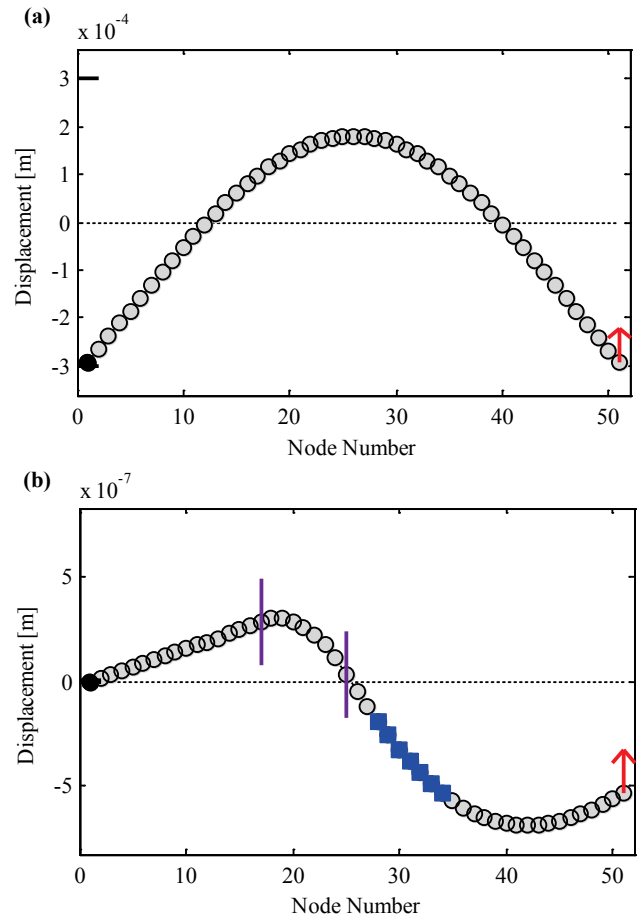 (a)
x 10⁻⁴
3
2
1
0
-1
-2
-3
Displacement [m]
0 10 20 30 40 50
Node Number
(b)
x 10⁻⁷
5
0
-5
Displacement [m]
0 10 20 30 40 50
Node Number